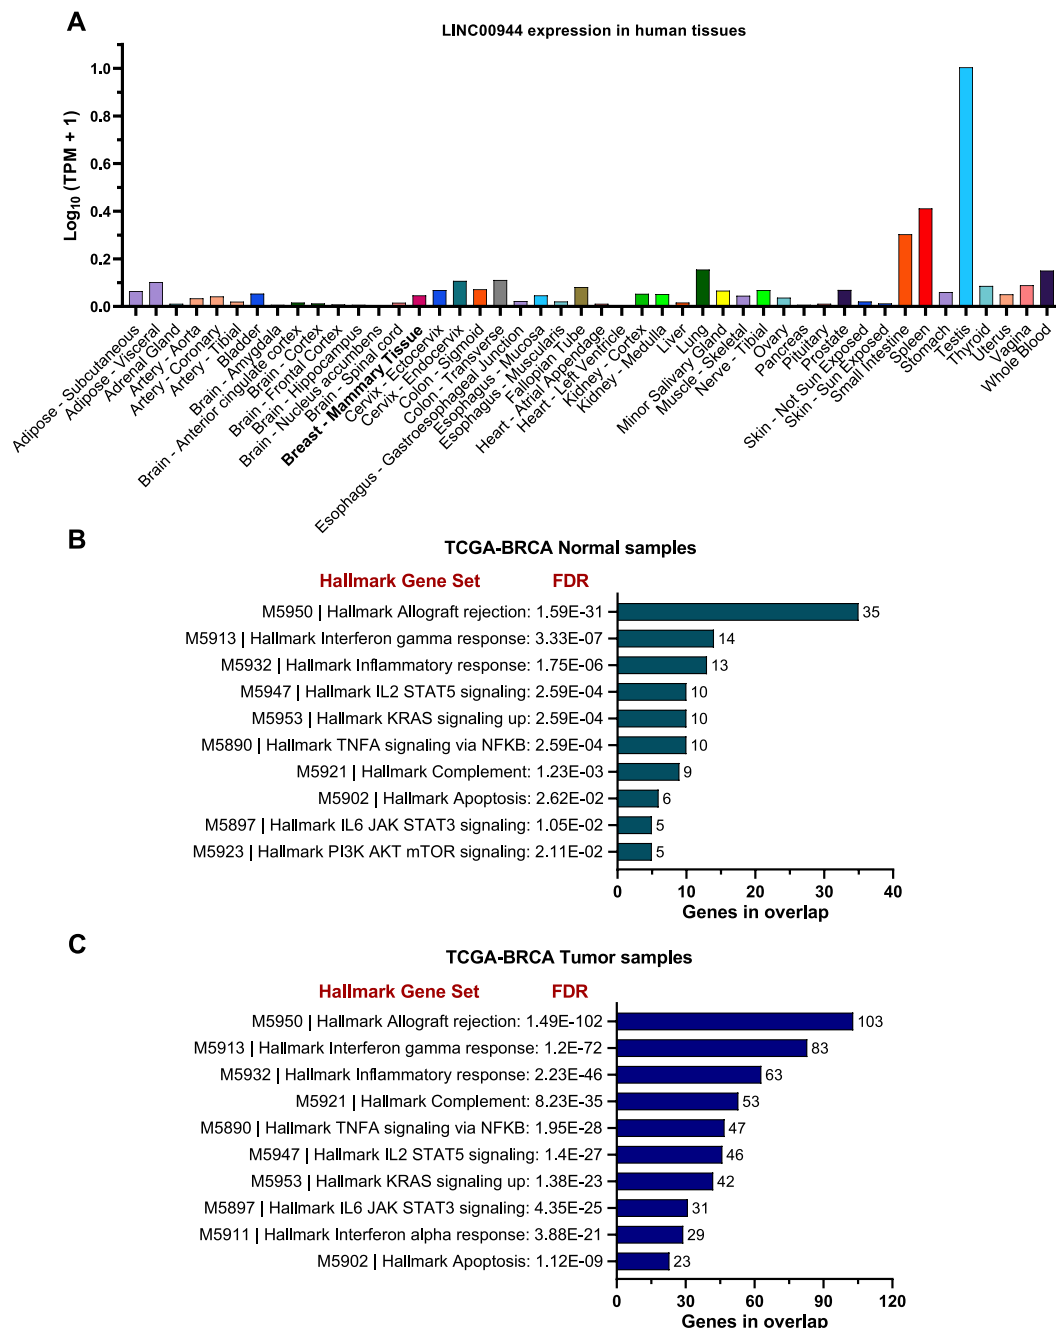 A
LINC00944 expression in human tissues
Log10 (TPM + 1)
1.0
0.8
0.6
0.4
0.2
0.0
Adipose - Subcutaneous
Adipose - Visceral
Adrenal Gland
Artery - Aorta
Artery - Coronary
Artery - Tibial
Bladder
Brain - Amygdala
Brain - Anterior cingulate cortex
Brain - Cortex
Brain - Frontal Cortex
Brain - Hippocampus
Brain - Nucleus accumbens
Brain - Spinal cord
Breast - Mammary Tissue
Cervix - Ectocervix
Cervix - Endocervix
Colon - Sigmoid
Colon - Transverse
Esophagus - Gastroesophageal Junction
Esophagus - Mucosa
Esophagus - Muscularis
Fallopian Tube
Heart - Atrial Appendage
Heart - Left Ventricle
Kidney - Cortex
Kidney - Medulla
Liver
Lung
Minor Salivary Gland
Muscle - Skeletal
Nerve - Tibial
Ovary
Pancreas
Pituitary
Prostate
Skin - Not Sun Exposed
Skin - Sun Exposed
Small Intestine
Spleen
Stomach
Testis
Thyroid
Uterus
Vagina
Whole Blood
B
TCGA-BRCA Normal samples
Hallmark Gene Set FDR
M5950 | Hallmark Allograft rejection: 1.59E-31 35
M5913 | Hallmark Interferon gamma response: 3.33E-07 14
M5932 | Hallmark Inflammatory response: 1.75E-06 13
M5947 | Hallmark IL2 STAT5 signaling: 2.59E-04 10
M5953 | Hallmark KRAS signaling up: 2.59E-04 10
M5890 | Hallmark TNFA signaling via NFKB: 2.59E-04 10
M5921 | Hallmark Complement: 1.23E-03 9
M5902 | Hallmark Apoptosis: 2.62E-02 6
M5897 | Hallmark IL6 JAK STAT3 signaling: 1.05E-02 5
M5923 | Hallmark PI3K AKT mTOR signaling: 2.11E-02 5
0 10 20 30 40
Genes in overlap
C
TCGA-BRCA Tumor samples
Hallmark Gene Set FDR
M5950 | Hallmark Allograft rejection: 1.49E-102 103
M5913 | Hallmark Interferon gamma response: 1.2E-72 83
M5932 | Hallmark Inflammatory response: 2.23E-46 63
M5921 | Hallmark Complement: 8.23E-35 53
M5890 | Hallmark TNFA signaling via NFKB: 1.95E-28 47
M5947 | Hallmark IL2 STAT5 signaling: 1.4E-27 46
M5953 | Hallmark KRAS signaling up: 1.38E-23 42
M5897 | Hallmark IL6 JAK STAT3 signaling: 4.35E-25 31
M5911 | Hallmark Interferon alpha response: 3.88E-21 29
M5902 | Hallmark Apoptosis: 1.12E-09 23
0 30 60 90 120
Genes in overlap